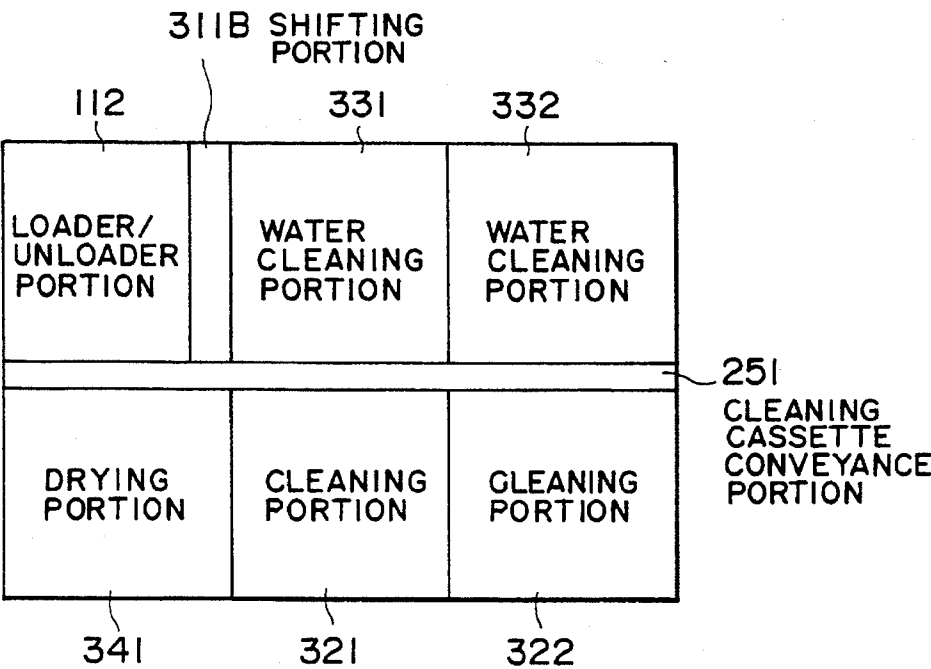 311B SHIFTING
PORTION
112
331
332
LOADER/
UNLOADER
PORTION
WATER
CLEANING
PORTION
WATER
CLEANING
PORTION
251
CLEANING
CASSETTE
CONVEYANCE
PORTION
DRYING
PORTION
CLEANING
PORTION
CLEANING
PORTION
341
321
322